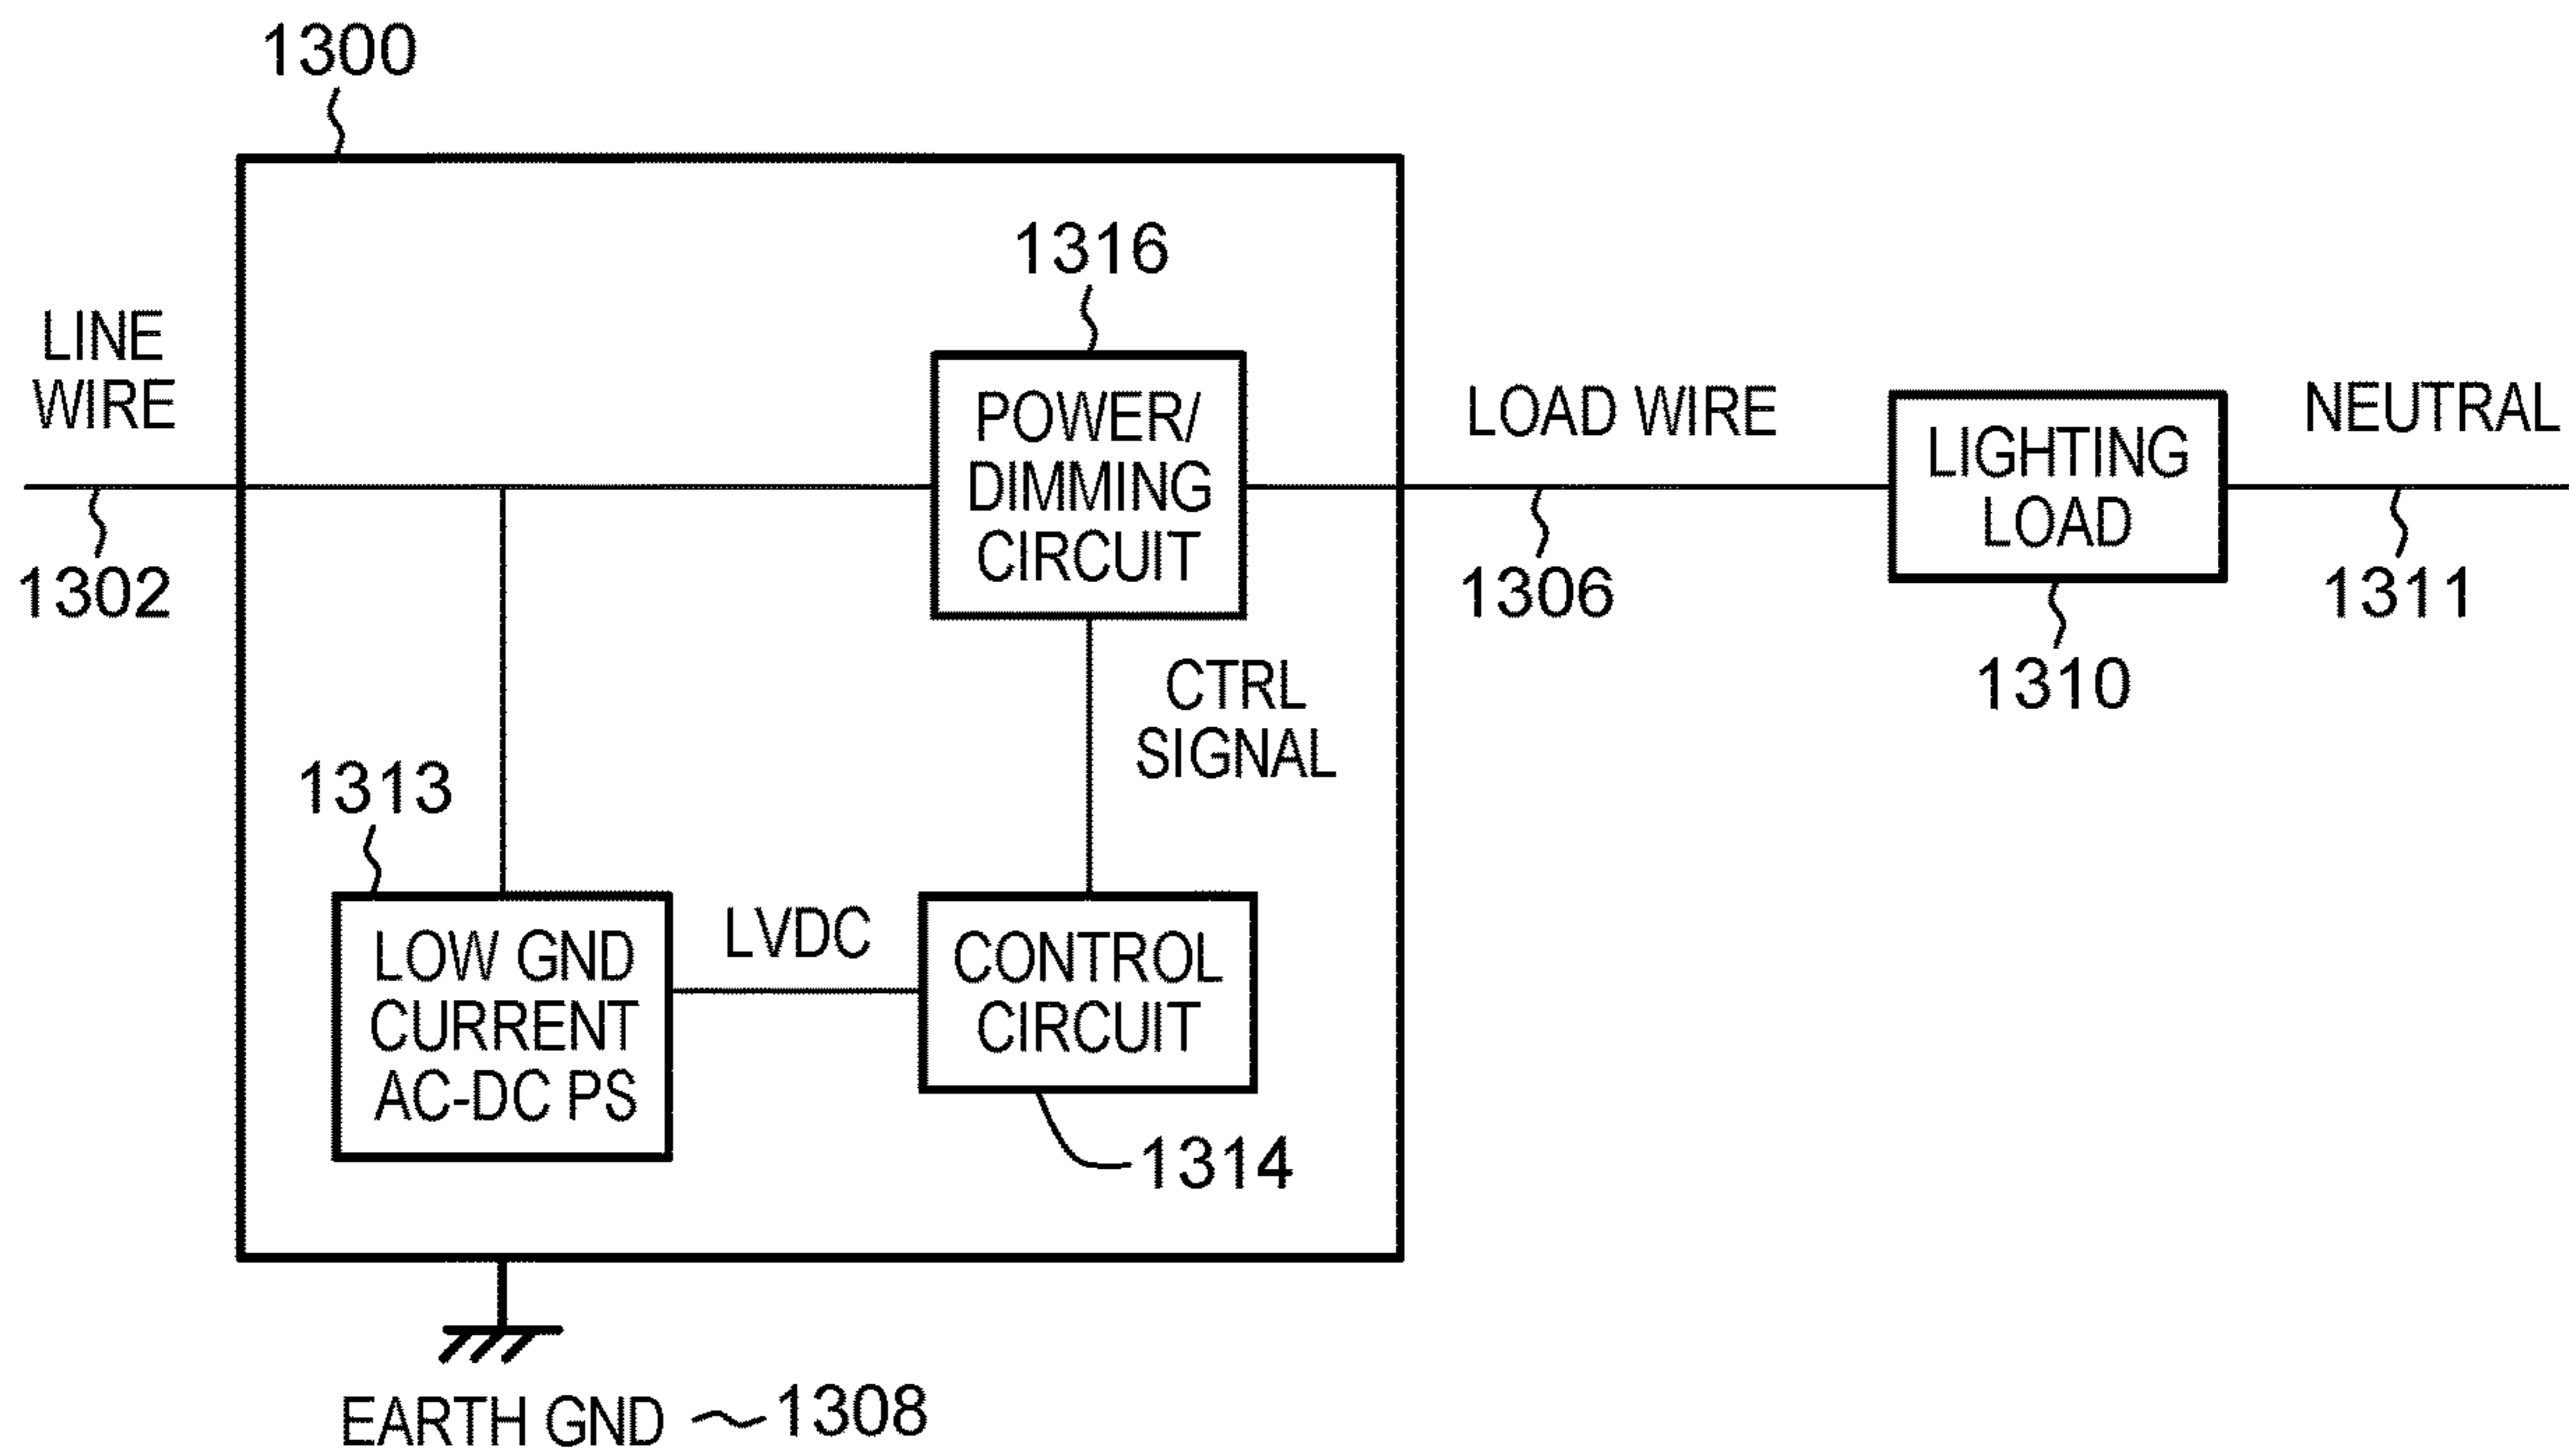 1300
1316
LINE
WIRE
POWER/
DIMMING
CIRCUIT
LOAD WIRE
LIGHTING
LOAD
NEUTRAL
1302
1306
1311
1310
CTRL
SIGNAL
1313
LOW GND
CURRENT
AC-DC PS
LVDC
CONTROL
CIRCUIT
1314
EARTH GND 1308